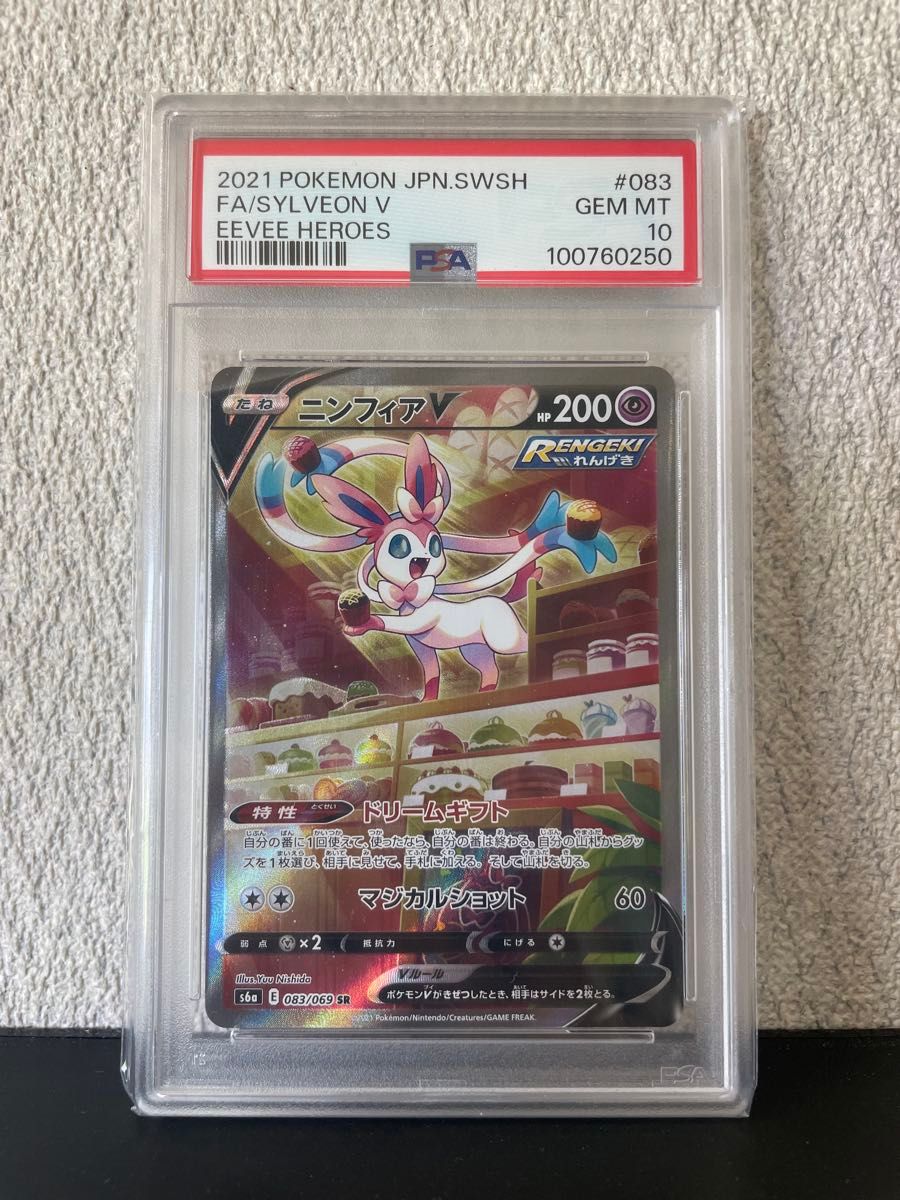 2021 POKEMON JPN.SWSH #083
FA/SYLVEON V GEM MT
EEVEE HEROES 10
PSA 100760250
たね ニンフィアV HP 200
RENGEKI
れんげき
特性 とくせい ドリームギフト
自分の番に1回使えて、使ったなら、自分の番は終わる。自分の山札からグッ
ズを1枚選び、相手に見せて、手札に加える。そして山札を切る。
マジカルショット 60
弱点 ×2 抵抗力 にげる
Illus. Yuu Nishida
Vルール
s6a E 083/069 SR
ポケモンVがきぜつしたとき、相手はサイドを2枚とる。
©2021 Pokémon/Nintendo/Creatures/GAME FREAK.
PSA